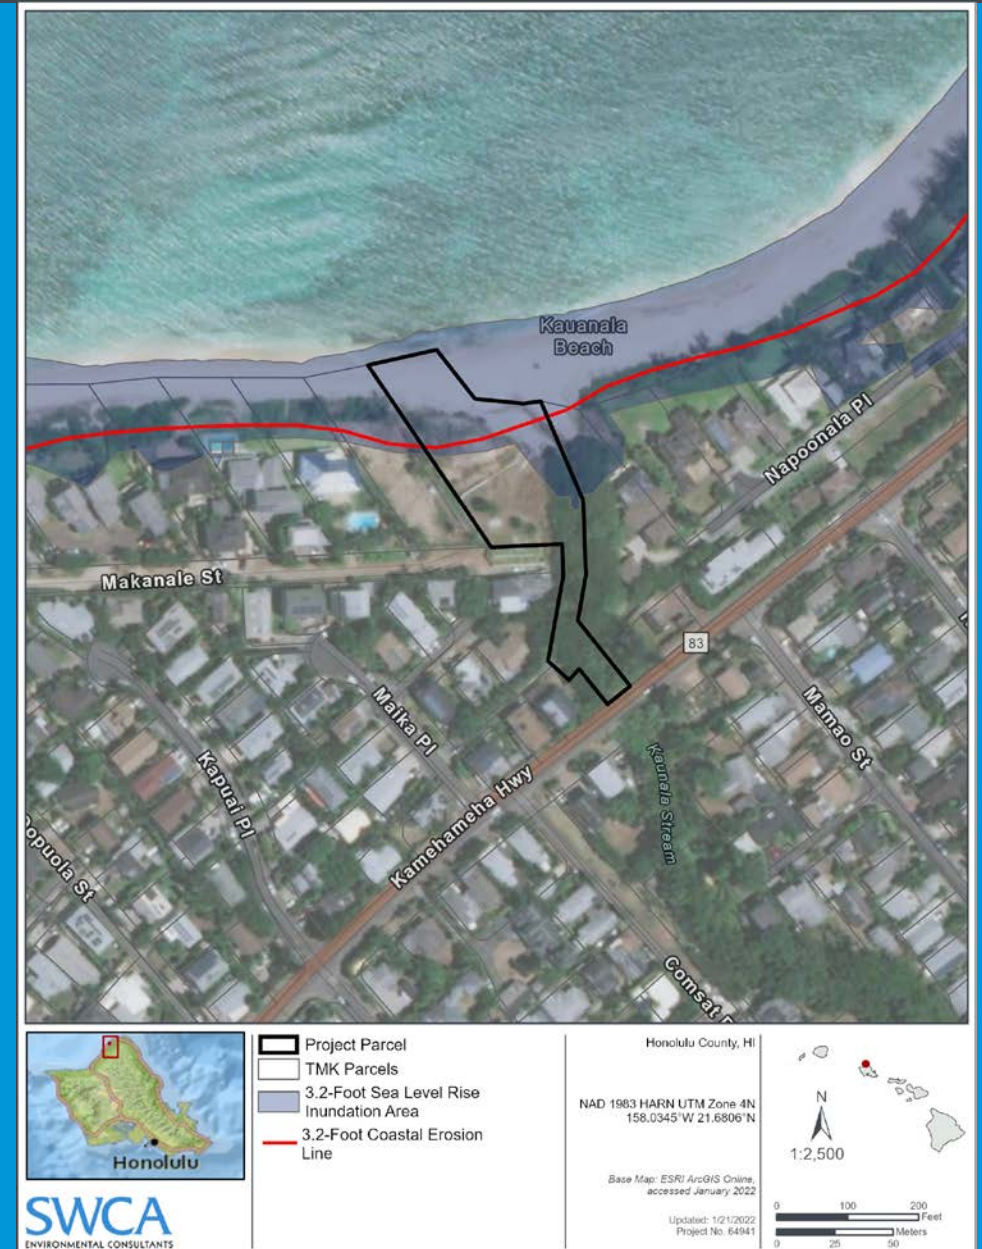 Kauanala
Beach
Napoonala Pl
Makanale St
83
Maika Pl
Mamao St
Kapuai Pl
Kaunala Stream
Kamehameha Hwy
oopuola St
Comsat
Honolulu
SWCA
ENVIRONMENTAL CONSULTANTS
Project Parcel
TMK Parcels
3.2-Foot Sea Level Rise
Inundation Area
3.2-Foot Coastal Erosion
Line
Honolulu County, HI
NAD 1983 HARN UTM Zone 4N
158.0345°W 21.6806°N
Base Map: ESRI ArcGIS Online,
accessed January 2022
Updated: 1/21/2022
Project No. 64941
N
1:2,500
0 100 200
Feet
Meters
0 25 50